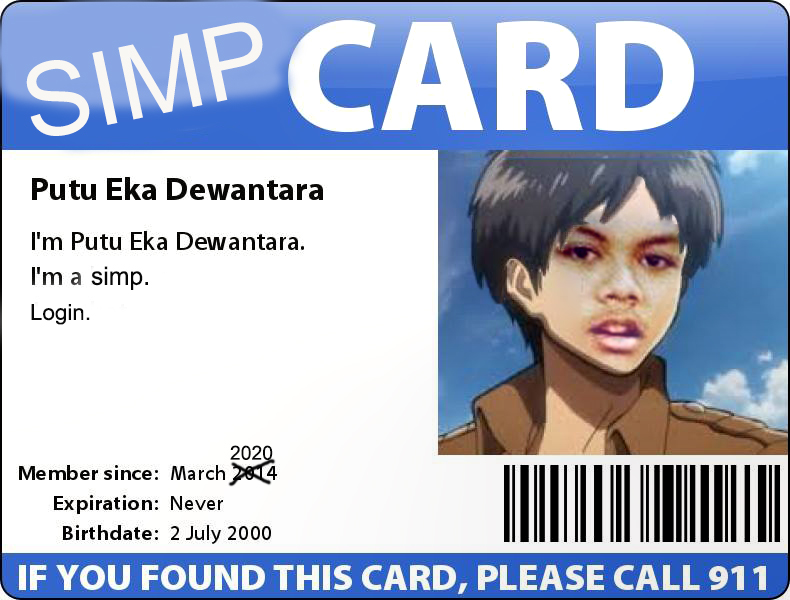 SIMP CARD
Putu Eka Dewantara
I'm Putu Eka Dewantara.
I'm a simp.
Login.
2020
Member since: March 2014
Expiration: Never
Birthdate: 2 July 2000
IF YOU FOUND THIS CARD, PLEASE CALL 911